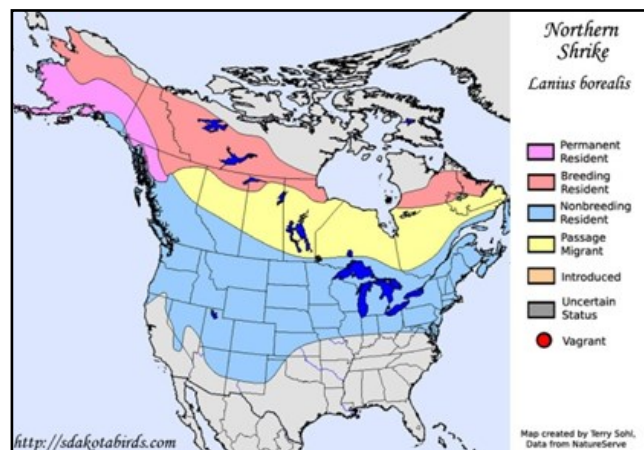 Northern
Shrike
Lanius borealis
Permanent
Resident
Breeding
Resident
Nonbreeding
Resident
Passage
Migrant
Introduced
Uncertain
Status
Vagrant
http://sdakotabirds.com
Map created by Terry Sohl,
Data from NatureServe